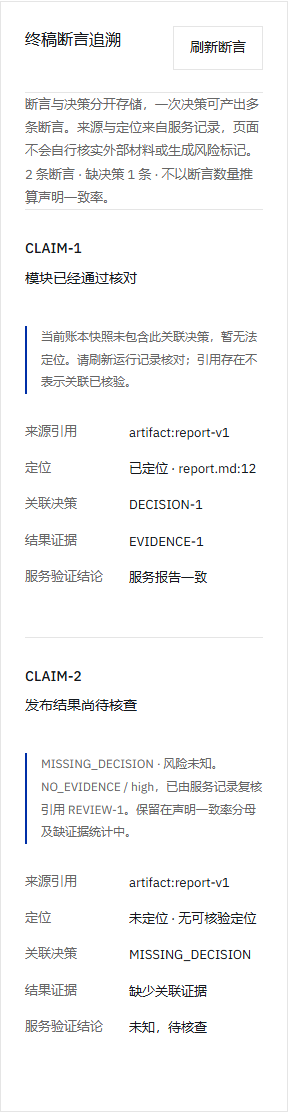 终稿断言追溯
刷新断言
断言与决策分开存储，一次决策可产出多
条断言。来源与定位来自服务记录，页面
不会自行核实外部材料或生成风险标记。
2 条断言 · 缺决策 1 条 · 不以断言数量推
算声明一致率。
CLAIM-1
模块已经通过核对
当前账本快照未包含此关联决策，暂无法
定位。请刷新运行记录核对；引用存在不
表示关联已核验。
来源引用 artifact:report-v1
定位 已定位 · report.md:12
关联决策 DECISION-1
结果证据 EVIDENCE-1
服务验证结论 服务报告一致
CLAIM-2
发布结果尚待核查
MISSING_DECISION · 风险未知。
NO_EVIDENCE / high，已由服务记录复核
引用 REVIEW-1。保留在声明一致率分母
及缺证据统计中。
来源引用 artifact:report-v1
定位 未定位 · 无可核验定位
关联决策 MISSING_DECISION
结果证据 缺少关联证据
服务验证结论 未知，待核查